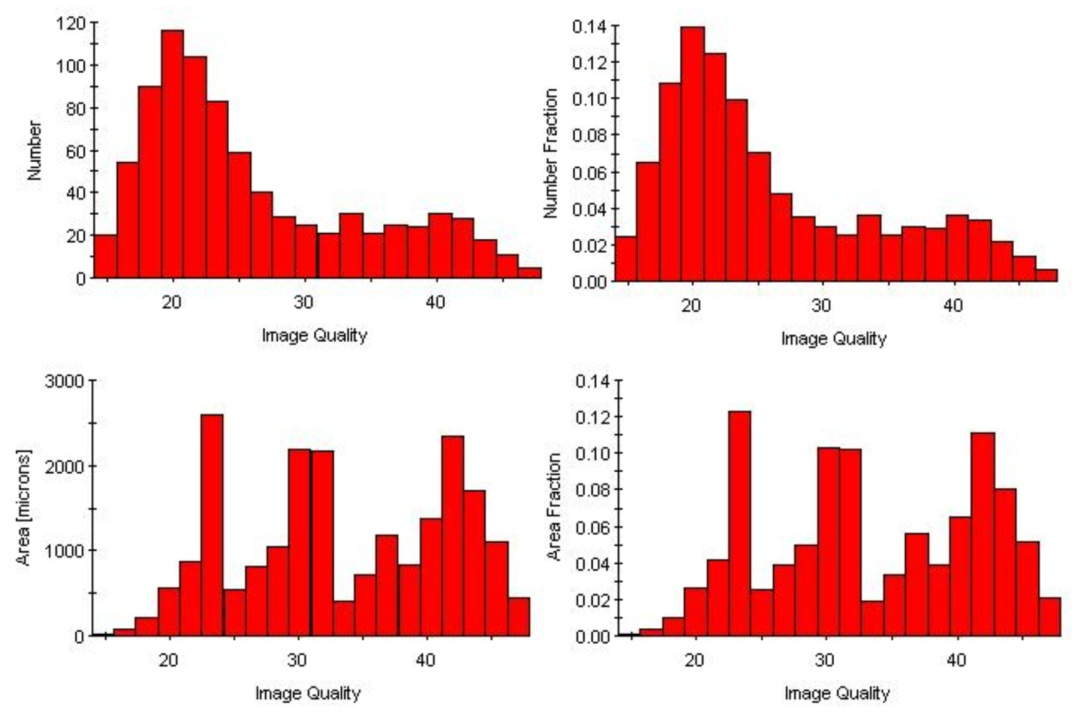 120
100
80
60
40
20
0
Number
20 30 40
Image Quality
0.14
0.12
0.10
0.08
0.06
0.04
0.02
0.00
Number Fraction
20 30 40
Image Quality
3000
2000
1000
0
Area [microns]
20 30 40
Image Quality
0.14
0.12
0.10
0.08
0.06
0.04
0.02
0.00
Area Fraction
20 30 40
Image Quality